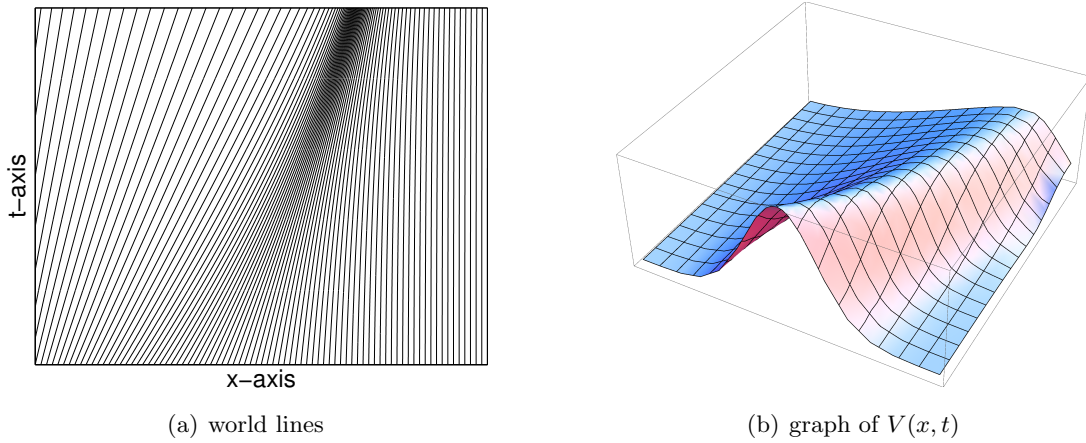 t−axis
x−axis
(a) world lines
(b) graph of V(x, t)